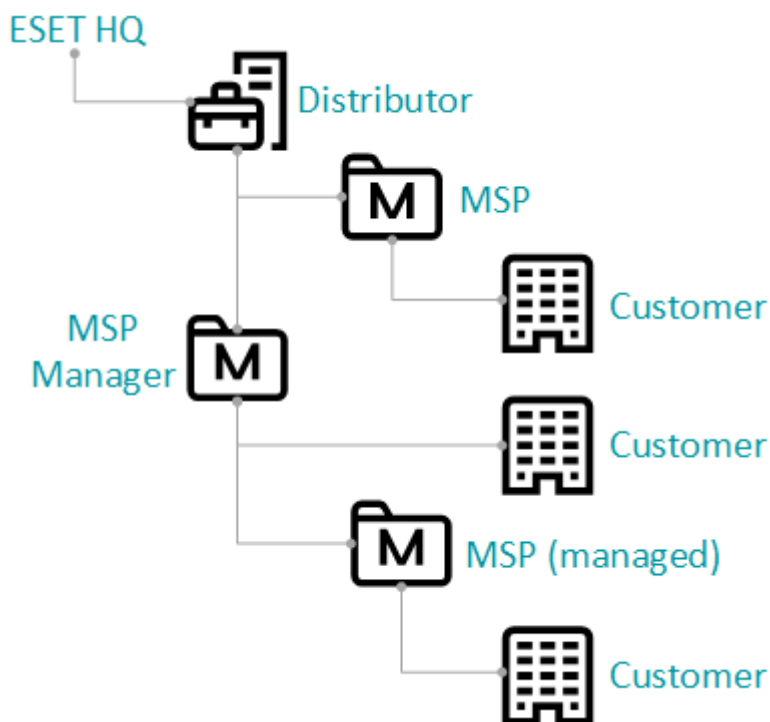 ESET HQ
Distributor
M
MSP
Customer
MSP
Manager
M
Customer
M
MSP (managed)
Customer